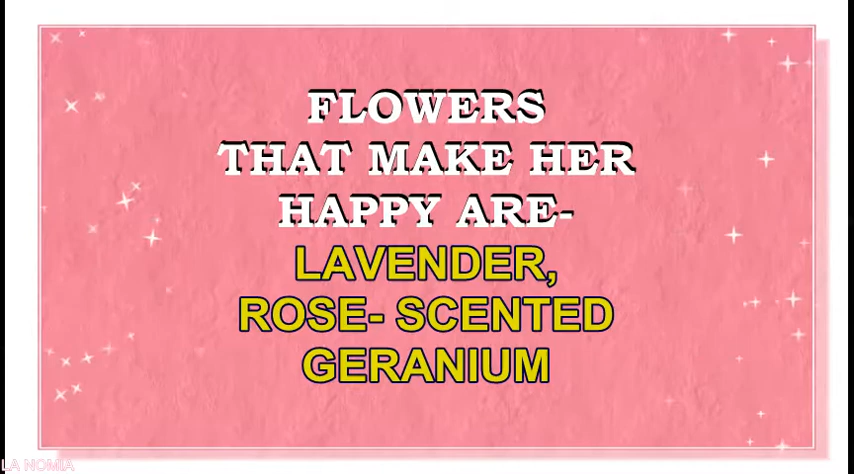 FLOWERS
THAT MAKE HER
HAPPY ARE-
LAVENDER,
ROSE- SCENTED
GERANIUM
LA NOMIA